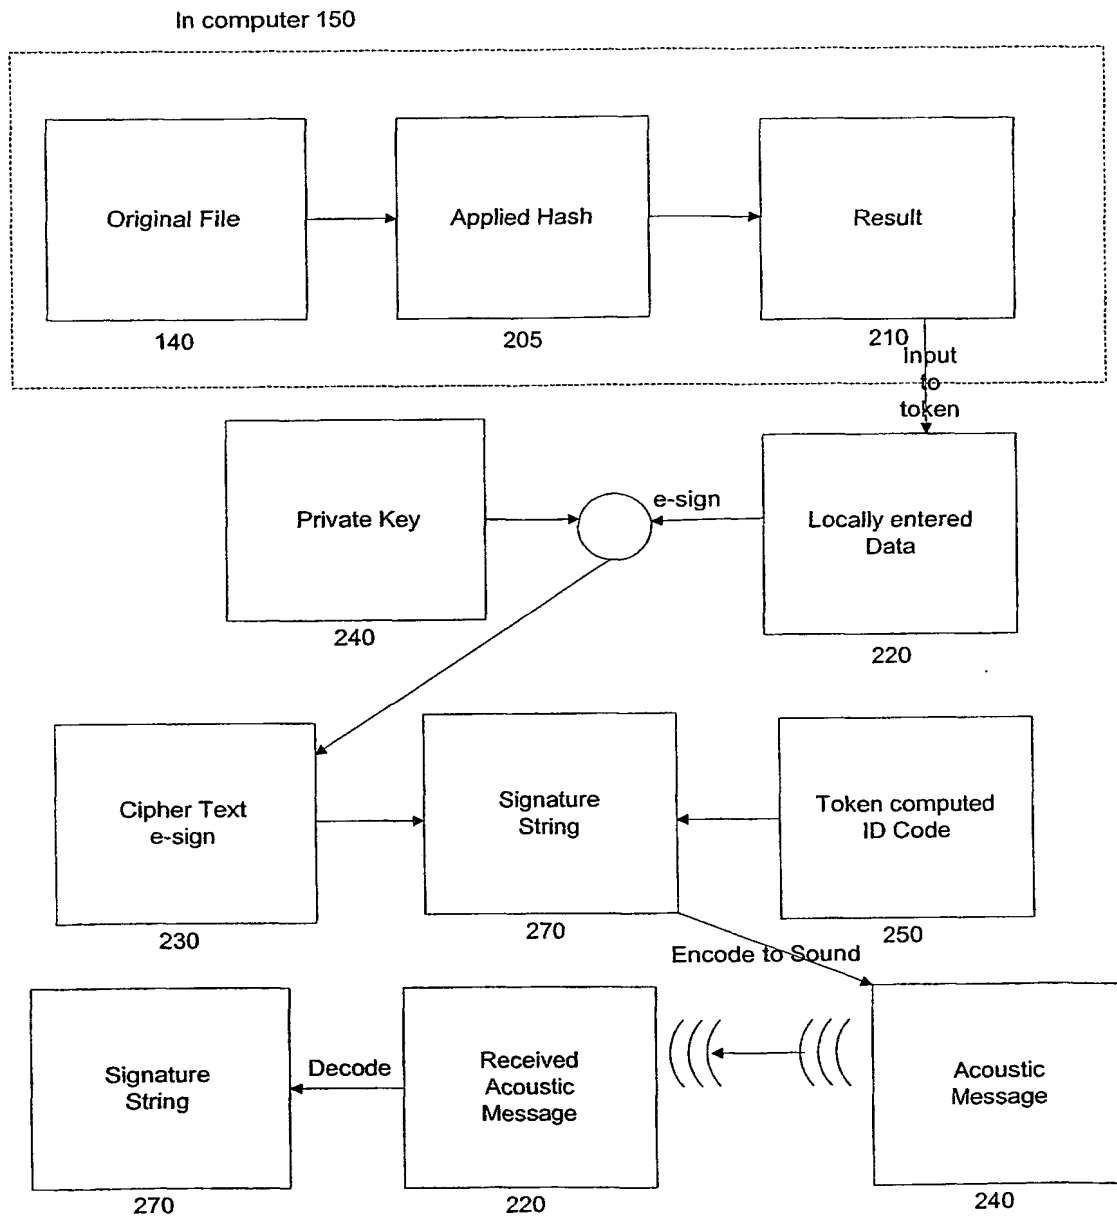 In computer 150
Original File
Applied Hash
Result
140
205
210
Input
to
token
Private Key
e-sign
Locally entered
Data
240
220
Cipher Text
e-sign
Signature
String
Token computed
ID Code
230
270
250
Encode to Sound
Signature
String
Decode
Received
Acoustic
Message
Acoustic
Message
270
220
240